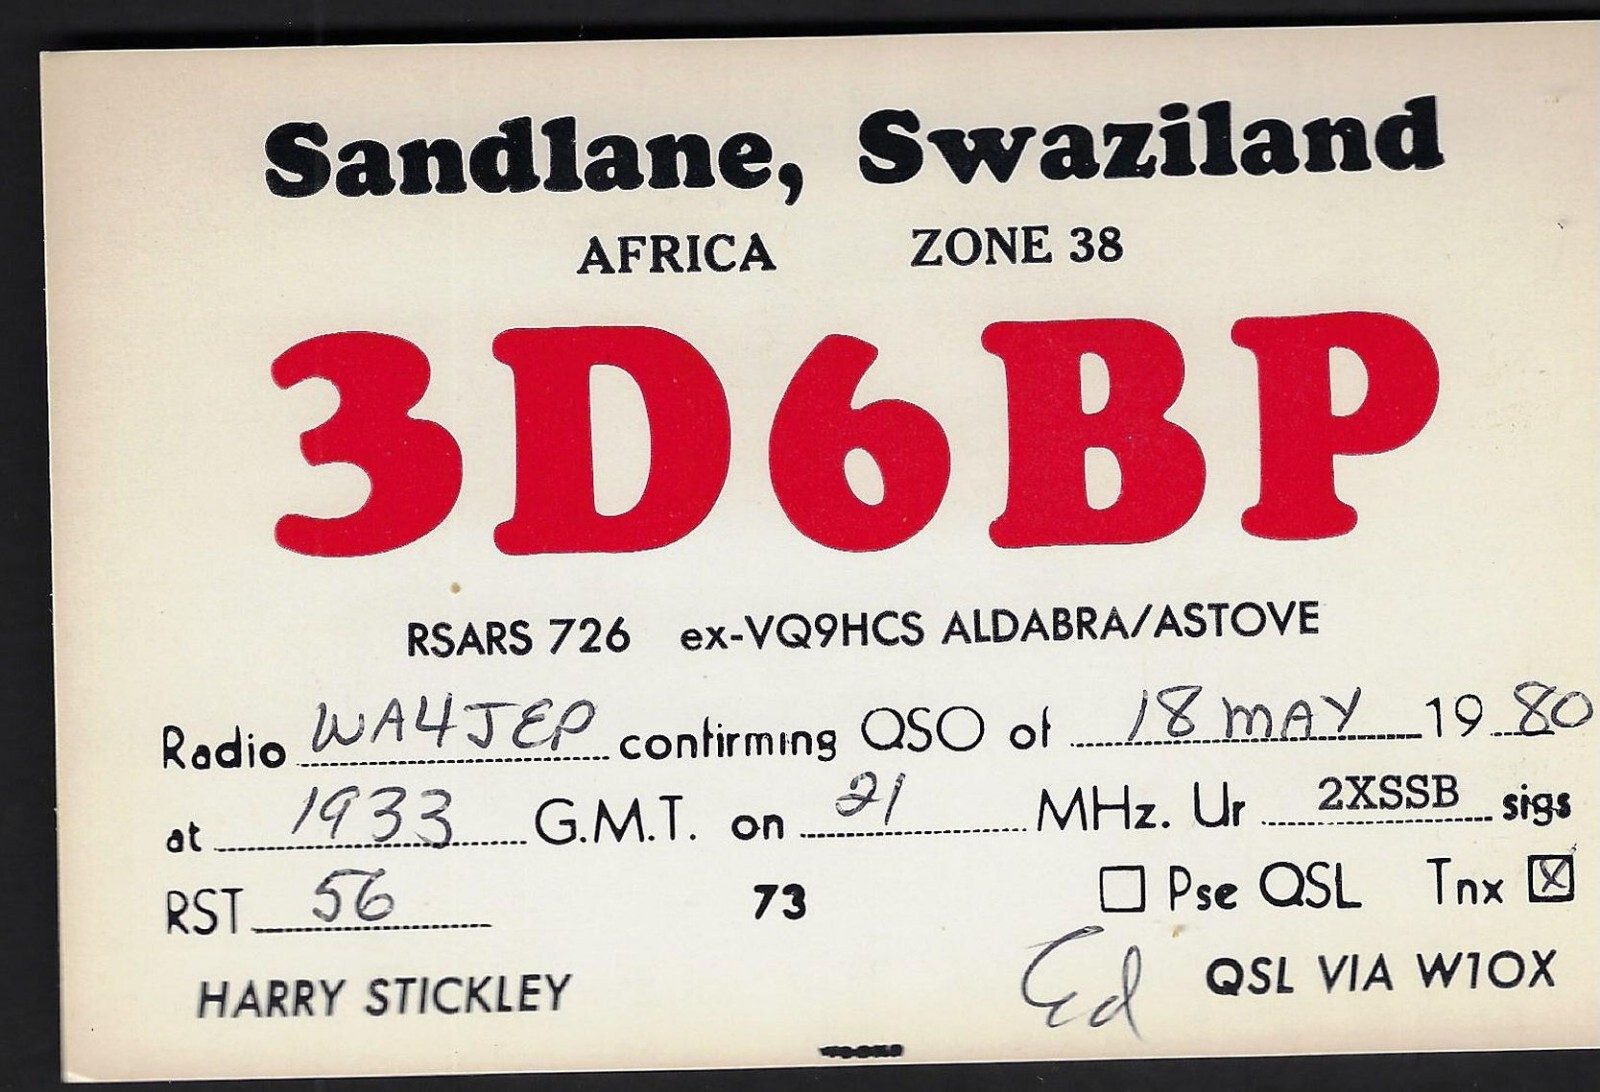 Sandlane, Swaziland
AFRICA ZONE 38
3D6BP
RSARS 726 ex-VQ9HCS ALDABRA/ASTOVE
Radio WA4JEP confirming QSO of 18 MAY 1980
at 1933 G.M.T. on 21 MHz. Ur 2XSSB sigs
RST 56 73 Pse QSL Tnx X
HARRY STICKLEY Ed QSL VIA W1OX